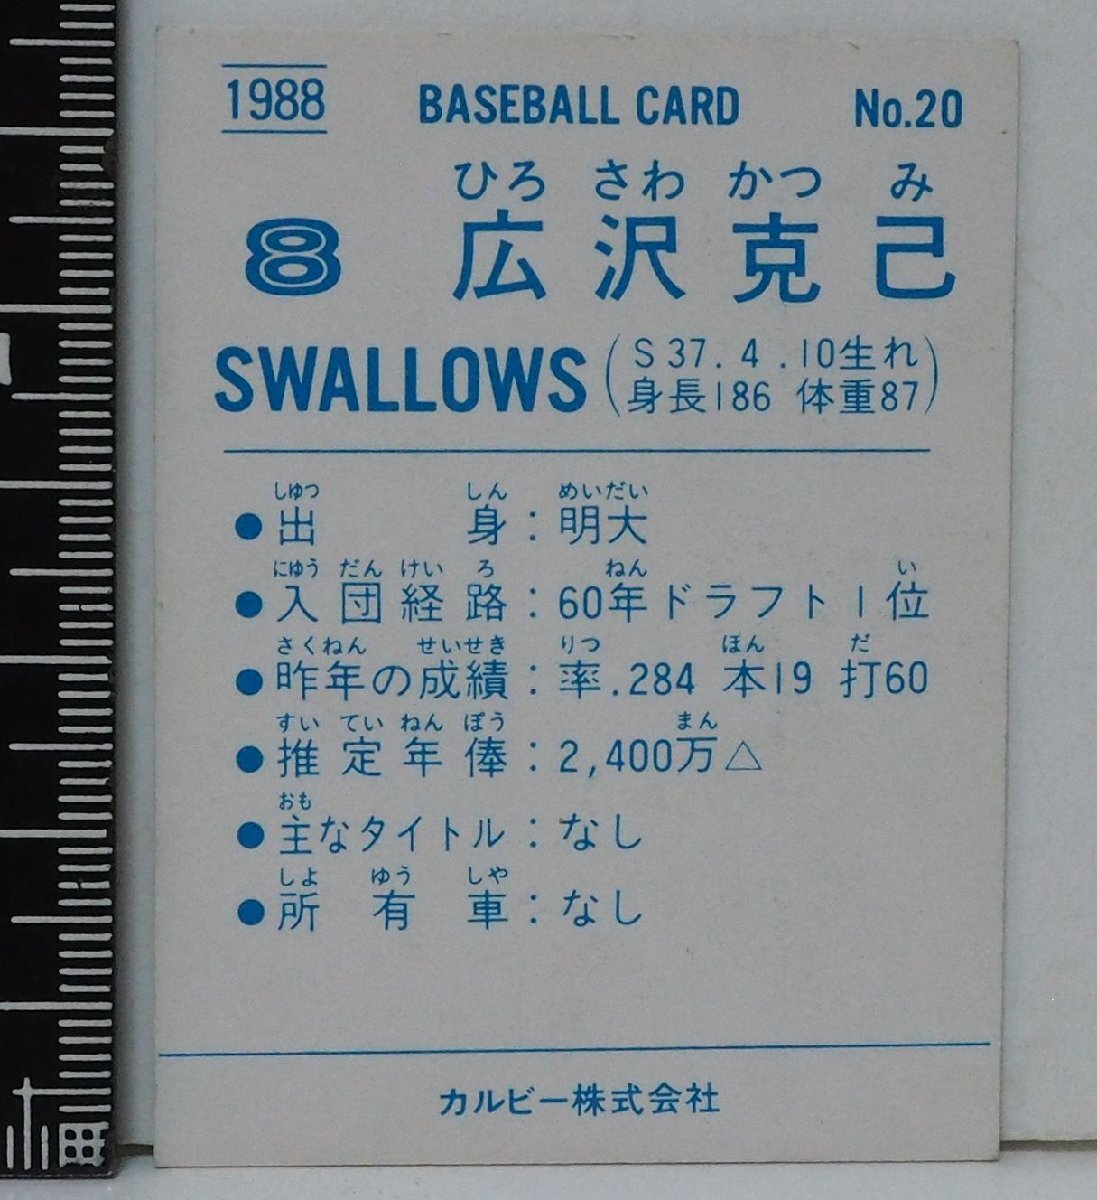 1988 BASEBALL CARD No.20
ひろ さわ かつ み
8 広沢克己
SWALLOWS (S37.4.10生れ
身長186 体重87)
しゆつ しん めいだい
●出身：明大
にゆう だん けい ろ ねん い
●入団経路：60年ドラフト1位
さくねん せいせき りつ ほん だ
●昨年の成績：率.284 本19 打60
すい てい ねん ぽう まん
●推定年俸：2,400万△
おも
●主なタイトル：なし
しよ ゆう しや
●所有車：なし
カルビー株式会社